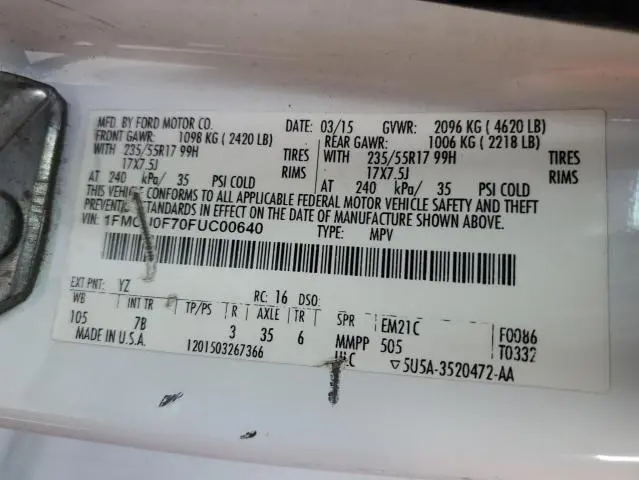 MFD. BY FORD MOTOR CO. DATE: 03/15 GVWR: 2096 KG ( 4620 LB)
FRONT GAWR: 1098 KG ( 2420 LB) REAR GAWR: 1006 KG ( 2218 LB)
WITH 235/55R17 99H TIRES WITH 235/55R17 99H TIRES
17X7.5J RIMS 17X7.5J RIMS
AT 240 kPa/ 35 PSI COLD AT 240 kPa/ 35 PSI COLD
THIS VEHICLE CONFORMS TO ALL APPLICABLE FEDERAL MOTOR VEHICLE SAFETY AND THEFT
PREVENTION STANDARDS IN EFFECT ON THE DATE OF MANUFACTURE SHOWN ABOVE.
VIN: TYPE: MPV
EXT PNT: YZ RC: 16 DSO:
WB INT TR TP/PS R AXLE TR SPR EM21C F0086
105 7B 3 35 6 MMPP 505 T0332
MADE IN U.S.A. 1201503267366 ULC ▽5U5A-3520472-AA